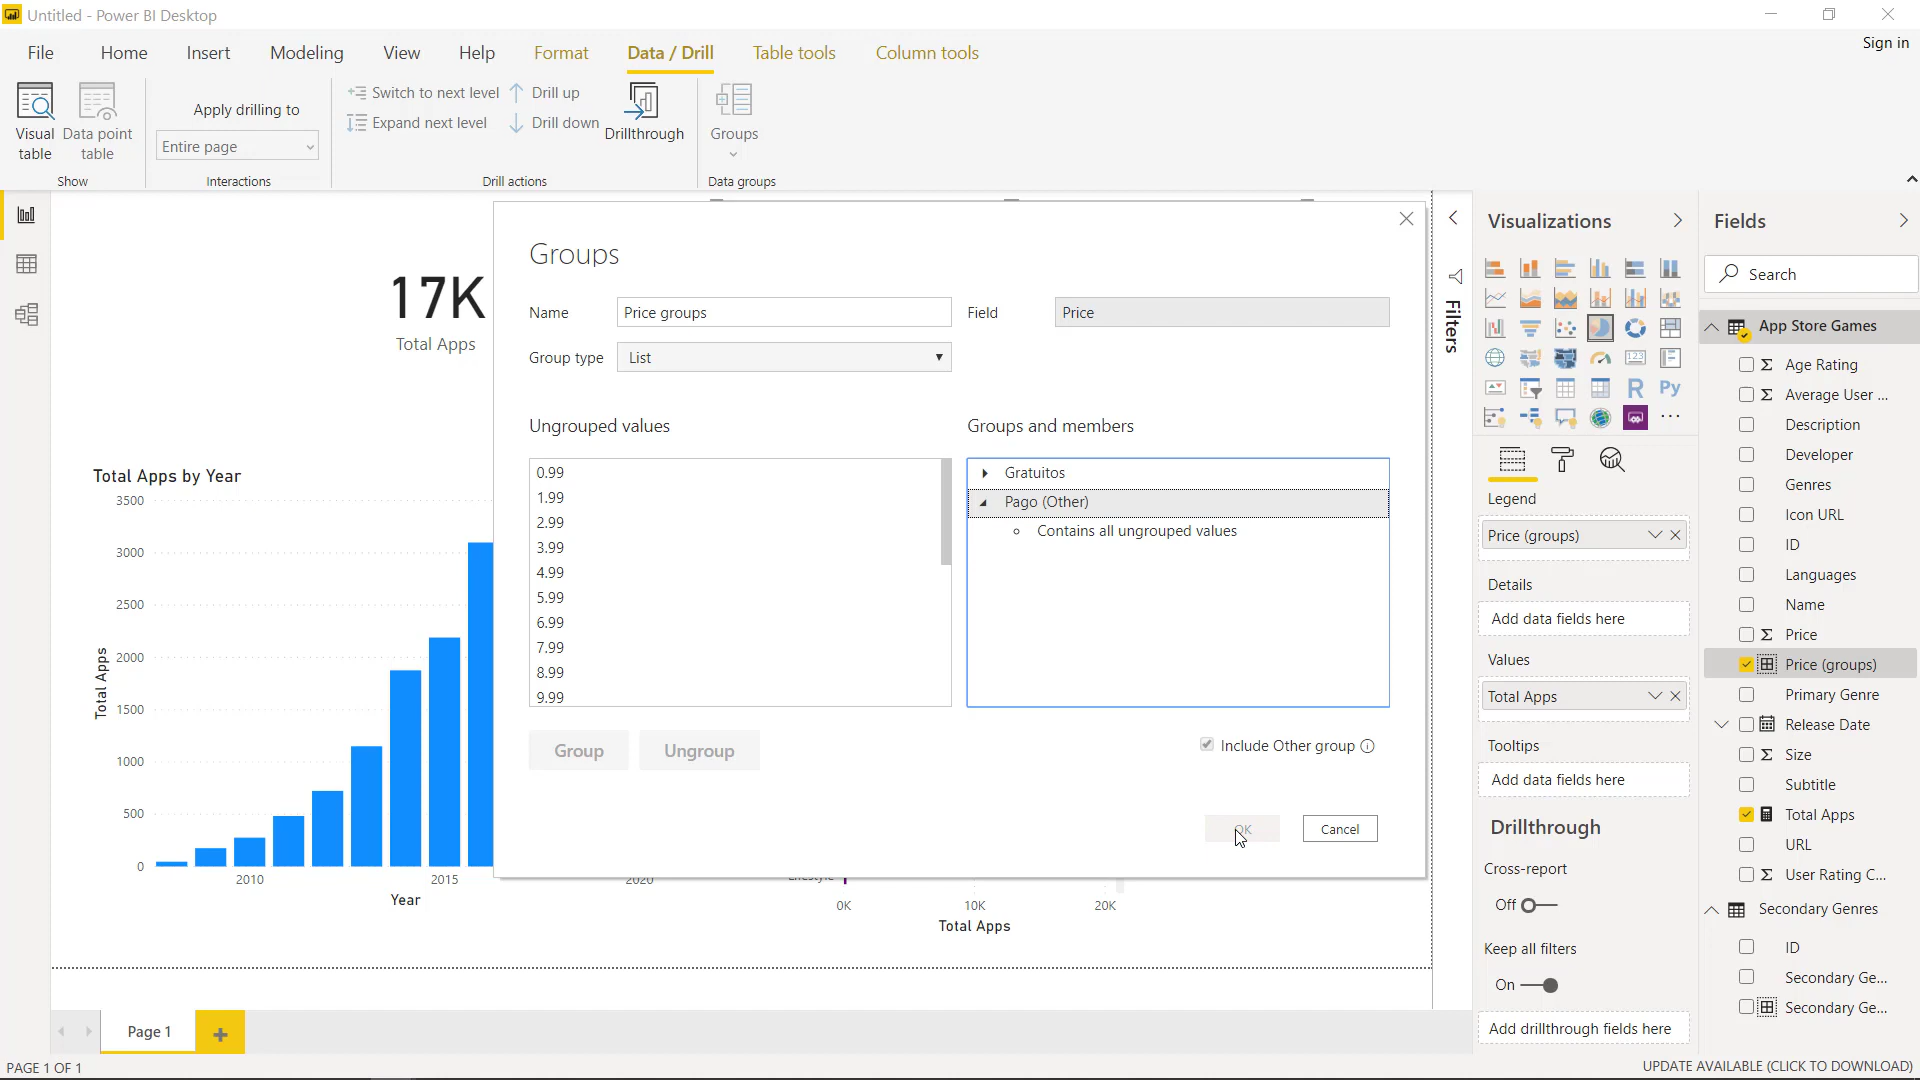 Untitled - Power BI Desktop
Sign in
File Home Insert Modeling View Help Format Data / Drill Table tools Column tools
Visual table
Data point table
Show
Apply drilling to
Entire page
Interactions
Switch to next level
Expand next level
Drill up
Drill down
Drillthrough
Drill actions
Groups
Data groups
17K
Total Apps
Total Apps by Year
3500
3000
2500
2000
1500
1000
500
0
Total Apps
2010 2015 2020
Year
Groups
Name Price groups
Field Price
Group type List
Ungrouped values
0.99
1.99
2.99
3.99
4.99
5.99
6.99
7.99
8.99
9.99
Groups and members
Gratuitos
Pago (Other)
Contains all ungrouped values
Group Ungroup
Include Other group
OK Cancel
Lifestyle
0K 10K 20K
Total Apps
Filters
Visualizations
123
R Py
Legend
Price (groups)
Details
Add data fields here
Values
Total Apps
Tooltips
Add data fields here
Drillthrough
Cross-report
Off
Keep all filters
On
Add drillthrough fields here
Fields
Search
App Store Games
Age Rating
Average User ...
Description
Developer
Genres
Icon URL
ID
Languages
Name
Price
Price (groups)
Primary Genre
Release Date
Size
Subtitle
Total Apps
URL
User Rating C...
Secondary Genres
ID
Secondary Ge...
Secondary Ge...
Page 1
PAGE 1 OF 1
UPDATE AVAILABLE (CLICK TO DOWNLOAD)